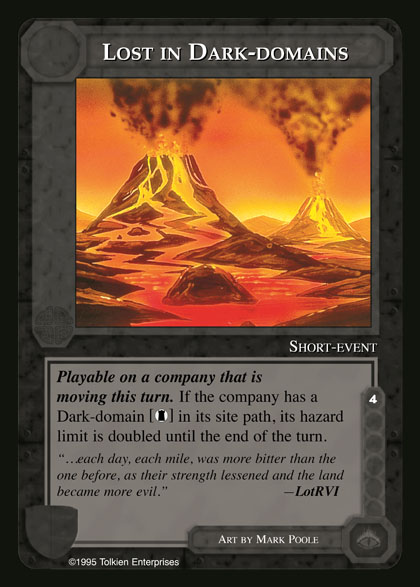 LOST IN DARK-DOMAINS
SHORT-EVENT
Playable on a company that is
moving this turn. If the company has a
Dark-domain [ ] in its site path, its hazard
limit is doubled until the end of the turn.
4
“…each day, each mile, was more bitter than the
one before, as their strength lessened and the land
became more evil.” —LotRVI
ART BY MARK POOLE
©1995 Tolkien Enterprises